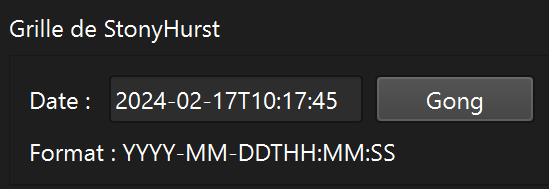 Grille de StonyHurst
Date : 2024-02-17T10:17:45 Gong
Format : YYYY-MM-DDTHH:MM:SS